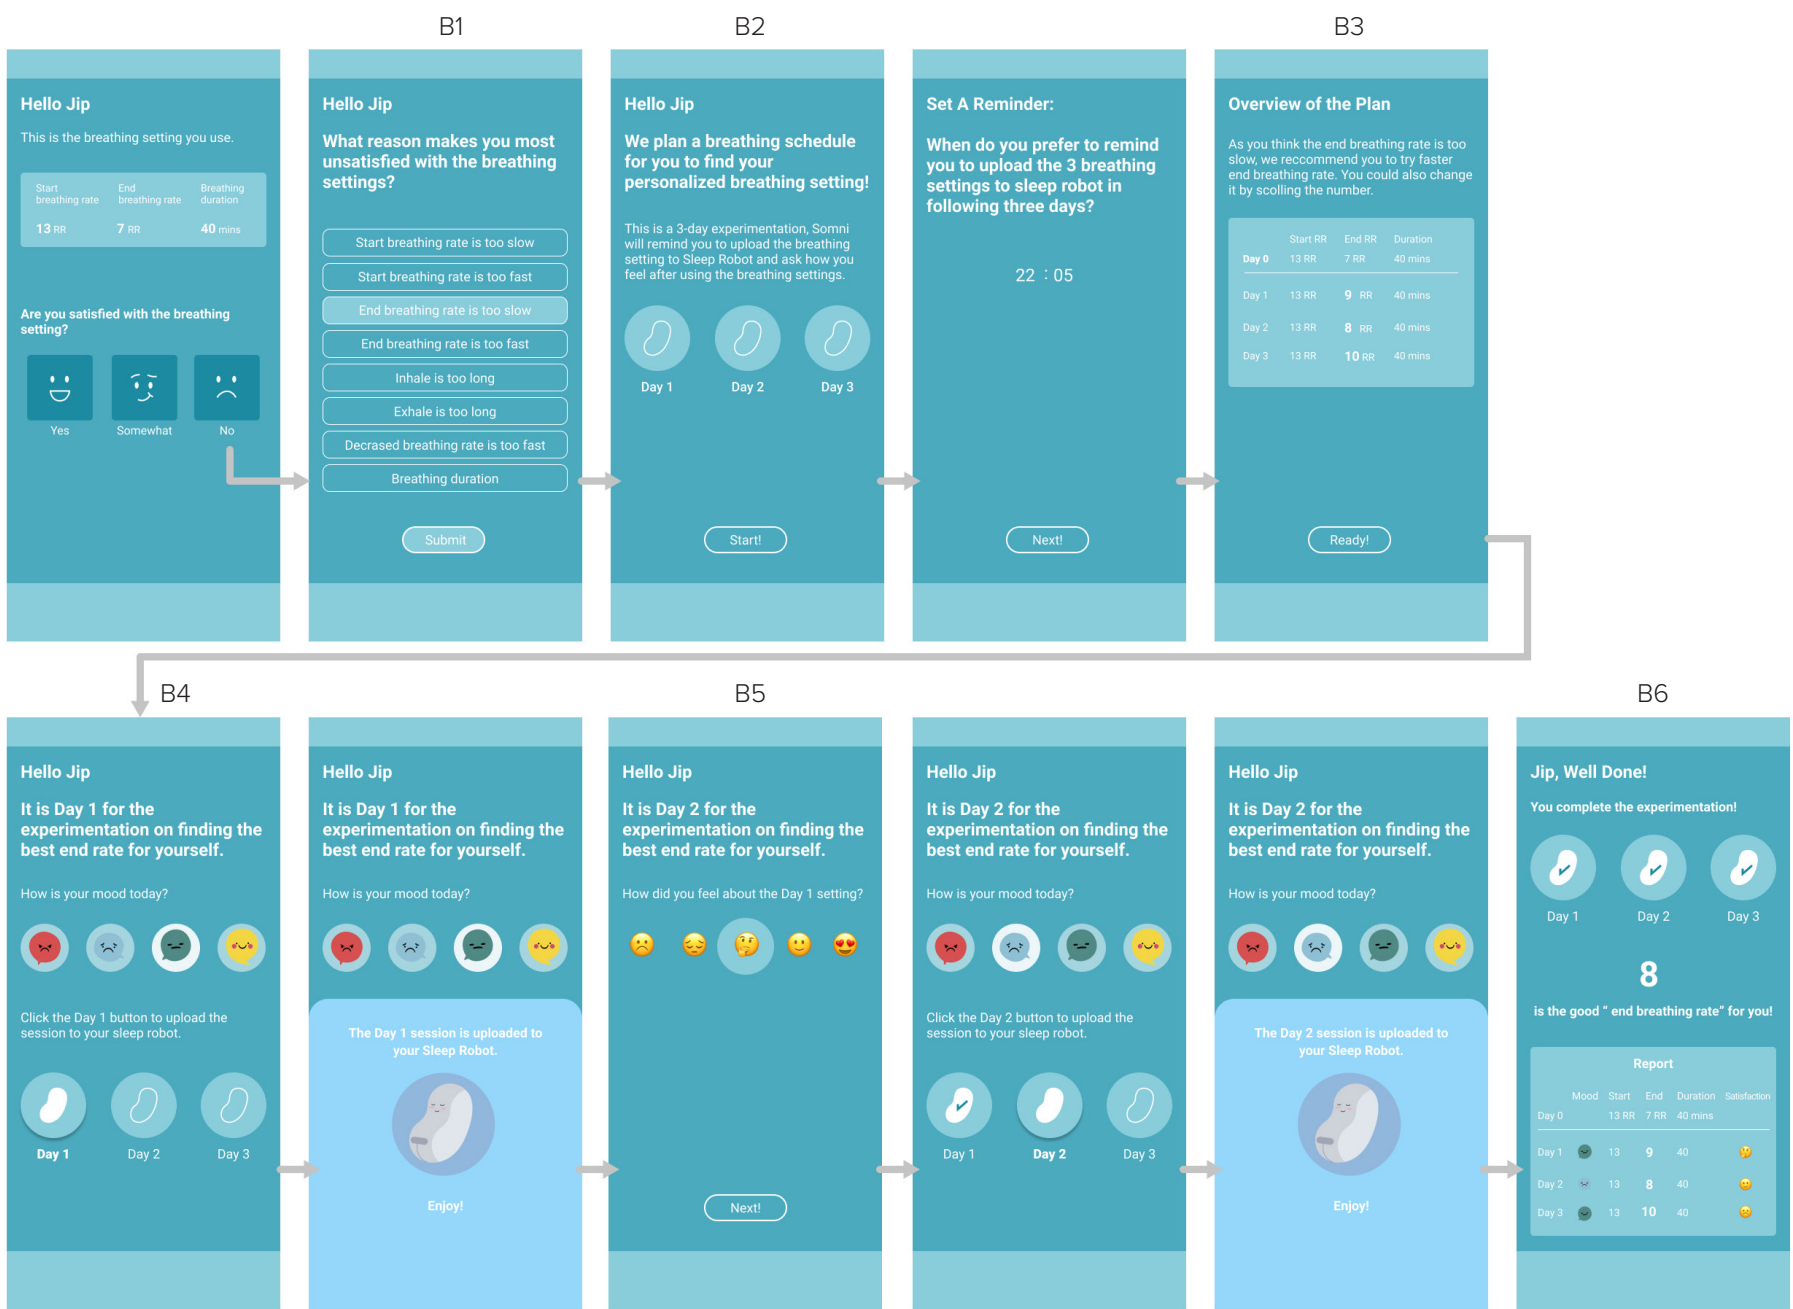 B1
B2
B3
Hello Jip
This is the breathing setting you use.
Start breathing rate
End breathing rate
Breathing duration
13 RR
7 RR
40 mins
Are you satisfied with the breathing
setting?
Yes
Somewhat
No
Hello Jip
What reason makes you most
unsatisfied with the breathing
settings?
Start breathing rate is too slow
Start breathing rate is too fast
End breathing rate is too slow
End breathing rate is too fast
Inhale is too long
Exhale is too long
Decrased breathing rate is too fast
Breathing duration
Submit
Hello Jip
We plan a breathing schedule
for you to find your
personalized breathing setting!
This is a 3-day experimentation, Somni
will remind you to upload the breathing
setting to Sleep Robot and ask how you
feel after using the breathing settings.
Day 1
Day 2
Day 3
Start!
Set A Reminder:
When do you prefer to remind
you to upload the 3 breathing
settings to sleep robot in
following three days?
22 : 05
Next!
Overview of the Plan
As you think the end breathing rate is too
slow, we reccommend you to try faster
end breathing rate. You could also change
it by scolling the number.
Start RR End RR Duration
Day 0 13 RR 7 RR 40 mins
Day 1 13 RR 9 RR 40 mins
Day 2 13 RR 8 RR 40 mins
Day 3 13 RR 10 RR 40 mins
Ready!
B4
B5
B6
Hello Jip
It is Day 1 for the
experimentation on finding the
best end rate for yourself.
How is your mood today?
Click the Day 1 button to upload the
session to your sleep robot.
Day 1
Day 2
Day 3
Hello Jip
It is Day 1 for the
experimentation on finding the
best end rate for yourself.
How is your mood today?
The Day 1 session is uploaded to
your Sleep Robot.
Enjoy!
Hello Jip
It is Day 2 for the
experimentation on finding the
best end rate for yourself.
How did you feel about the Day 1 setting?
Next!
Hello Jip
It is Day 2 for the
experimentation on finding the
best end rate for yourself.
How is your mood today?
Click the Day 2 button to upload the
session to your sleep robot.
Day 1
Day 2
Day 3
Hello Jip
It is Day 2 for the
experimentation on finding the
best end rate for yourself.
How is your mood today?
The Day 2 session is uploaded to
your Sleep Robot.
Enjoy!
Jip, Well Done!
You complete the experimentation!
Day 1
Day 2
Day 3
8
is the good “ end breathing rate” for you!
Report
Mood Start End Duration Satisfaction
Day 0 13 RR 7 RR 40 mins
Day 1 13 9 40
Day 2 13 8 40
Day 3 13 10 40